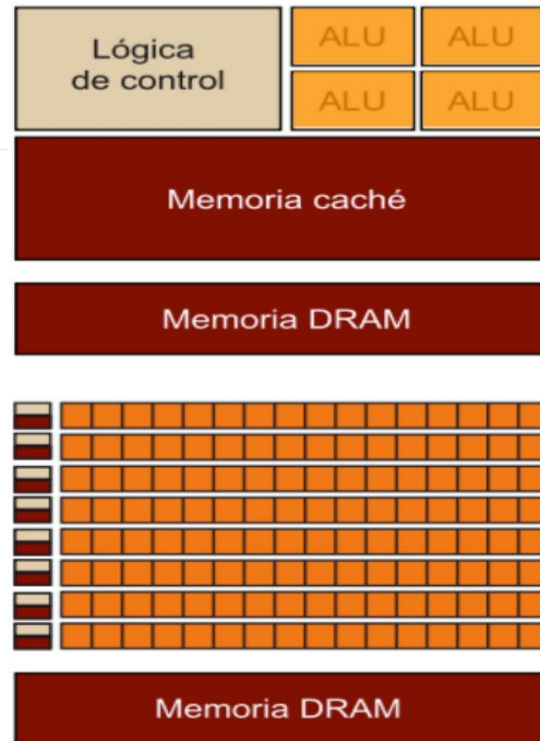 Lógica
de control
ALU ALU
ALU ALU
Memoria caché
Memoria DRAM
Memoria DRAM